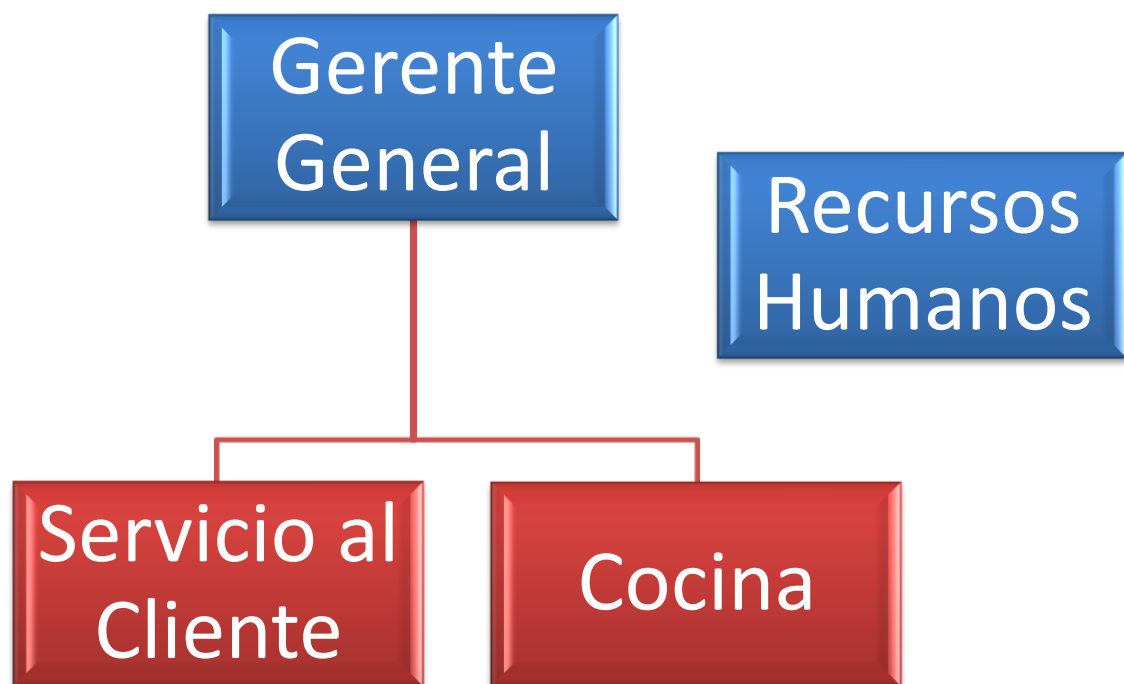 Gerente
General
Recursos
Humanos
Servicio al
Cliente
Cocina